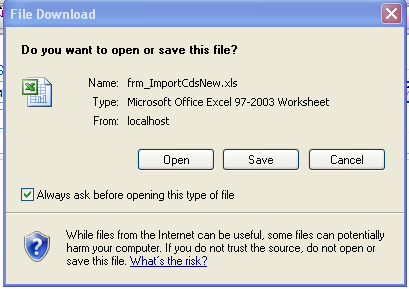 File Download
Do you want to open or save this file?
Name: frm_ImportCdsNew.xls
Type: Microsoft Office Excel 97-2003 Worksheet
From: localhost
Open Save Cancel
Always ask before opening this type of file
While files from the Internet can be useful, some files can potentially
harm your computer. If you do not trust the source, do not open or
save this file. What's the risk?